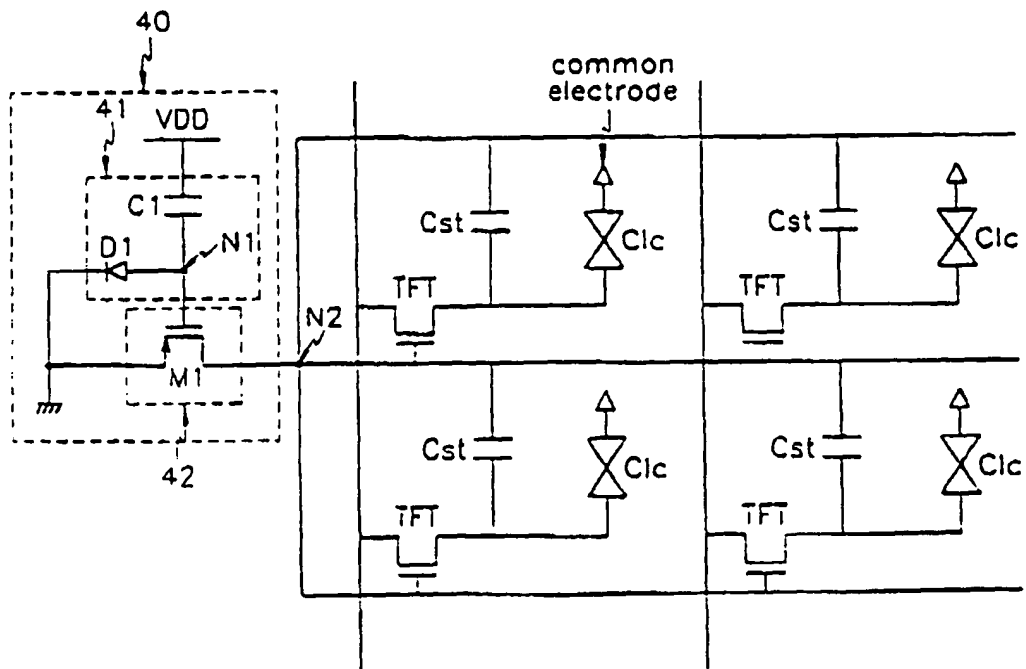 40
common
electrode
41
VDD
C1
Cst
Clc
Cst
Clc
D1
N1
TFT
TFT
N2
M1
Cst
Clc
Cst
Clc
42
TFT
TFT